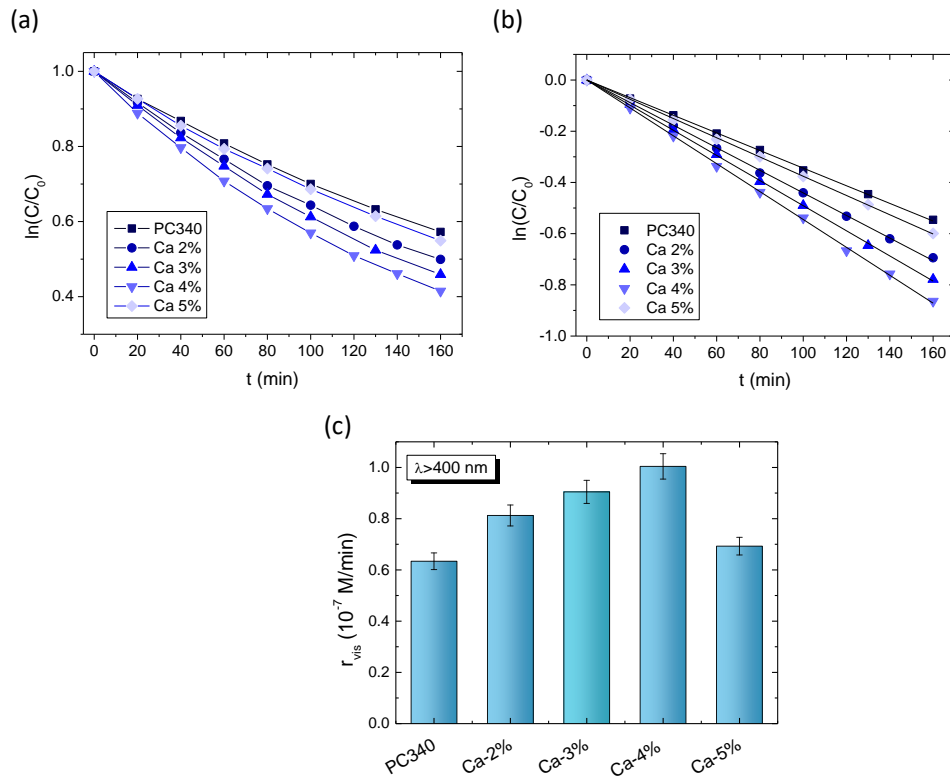 (a)
ln(C/C₀)
1.0
0.8
0.6
0.4
PC340
Ca 2%
Ca 3%
Ca 4%
Ca 5%
0 20 40 60 80 100 120 140 160
t (min)
(b)
ln(C/C₀)
0.0
-0.2
-0.4
-0.6
-0.8
-1.0
PC340
Ca 2%
Ca 3%
Ca 4%
Ca 5%
0 20 40 60 80 100 120 140 160
t (min)
(c)
r_vis (10⁻⁷ M/min)
λ>400 nm
1.0
0.8
0.6
0.4
0.2
0.0
PC340 Ca-2% Ca-3% Ca-4% Ca-5%